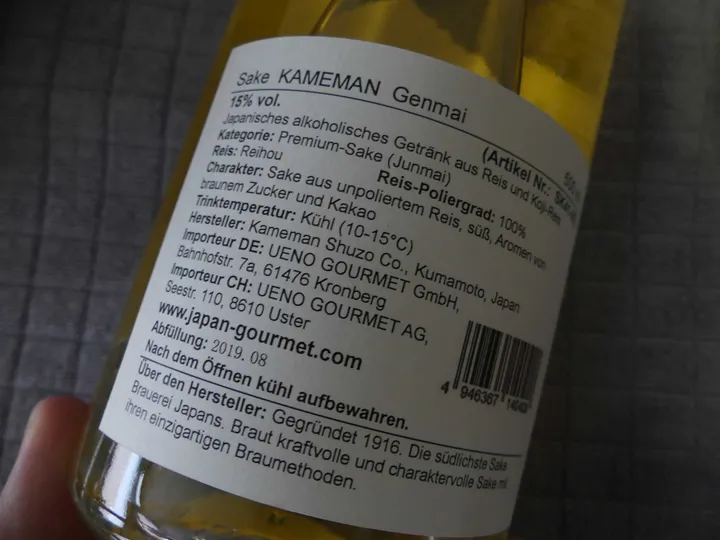 Sake KAMEMAN Genmai
15% vol. (Artikel Nr.:
Japanisches alkoholisches Getränk aus Reis und Koji-Reis
Kategorie: Premium-Sake (Junmai)
Reis: Reihou Reis-Poliergrad: 100%
Charakter: Sake aus unpoliertem Reis, süß, Aromen von
braunem Zucker und Kakao
Trinktemperatur: Kühl (10-15°C)
Hersteller: Kameman Shuzo Co., Kumamoto, Japan
Importeur DE: UENO GOURMET GmbH,
Bahnhofstr. 7a, 61476 Kronberg
Importeur CH: UENO GOURMET AG,
Seestr. 110, 8610 Uster
www.japan-gourmet.com
Abfüllung: 2019. 08
Nach dem Öffnen kühl aufbewahren.
4 946367
Über den Hersteller: Gegründet 1916. Die südlichste Sake
Brauerei Japans. Braut kraftvolle und charaktervolle Sake mit
ihren einzigartigen Braumethoden.